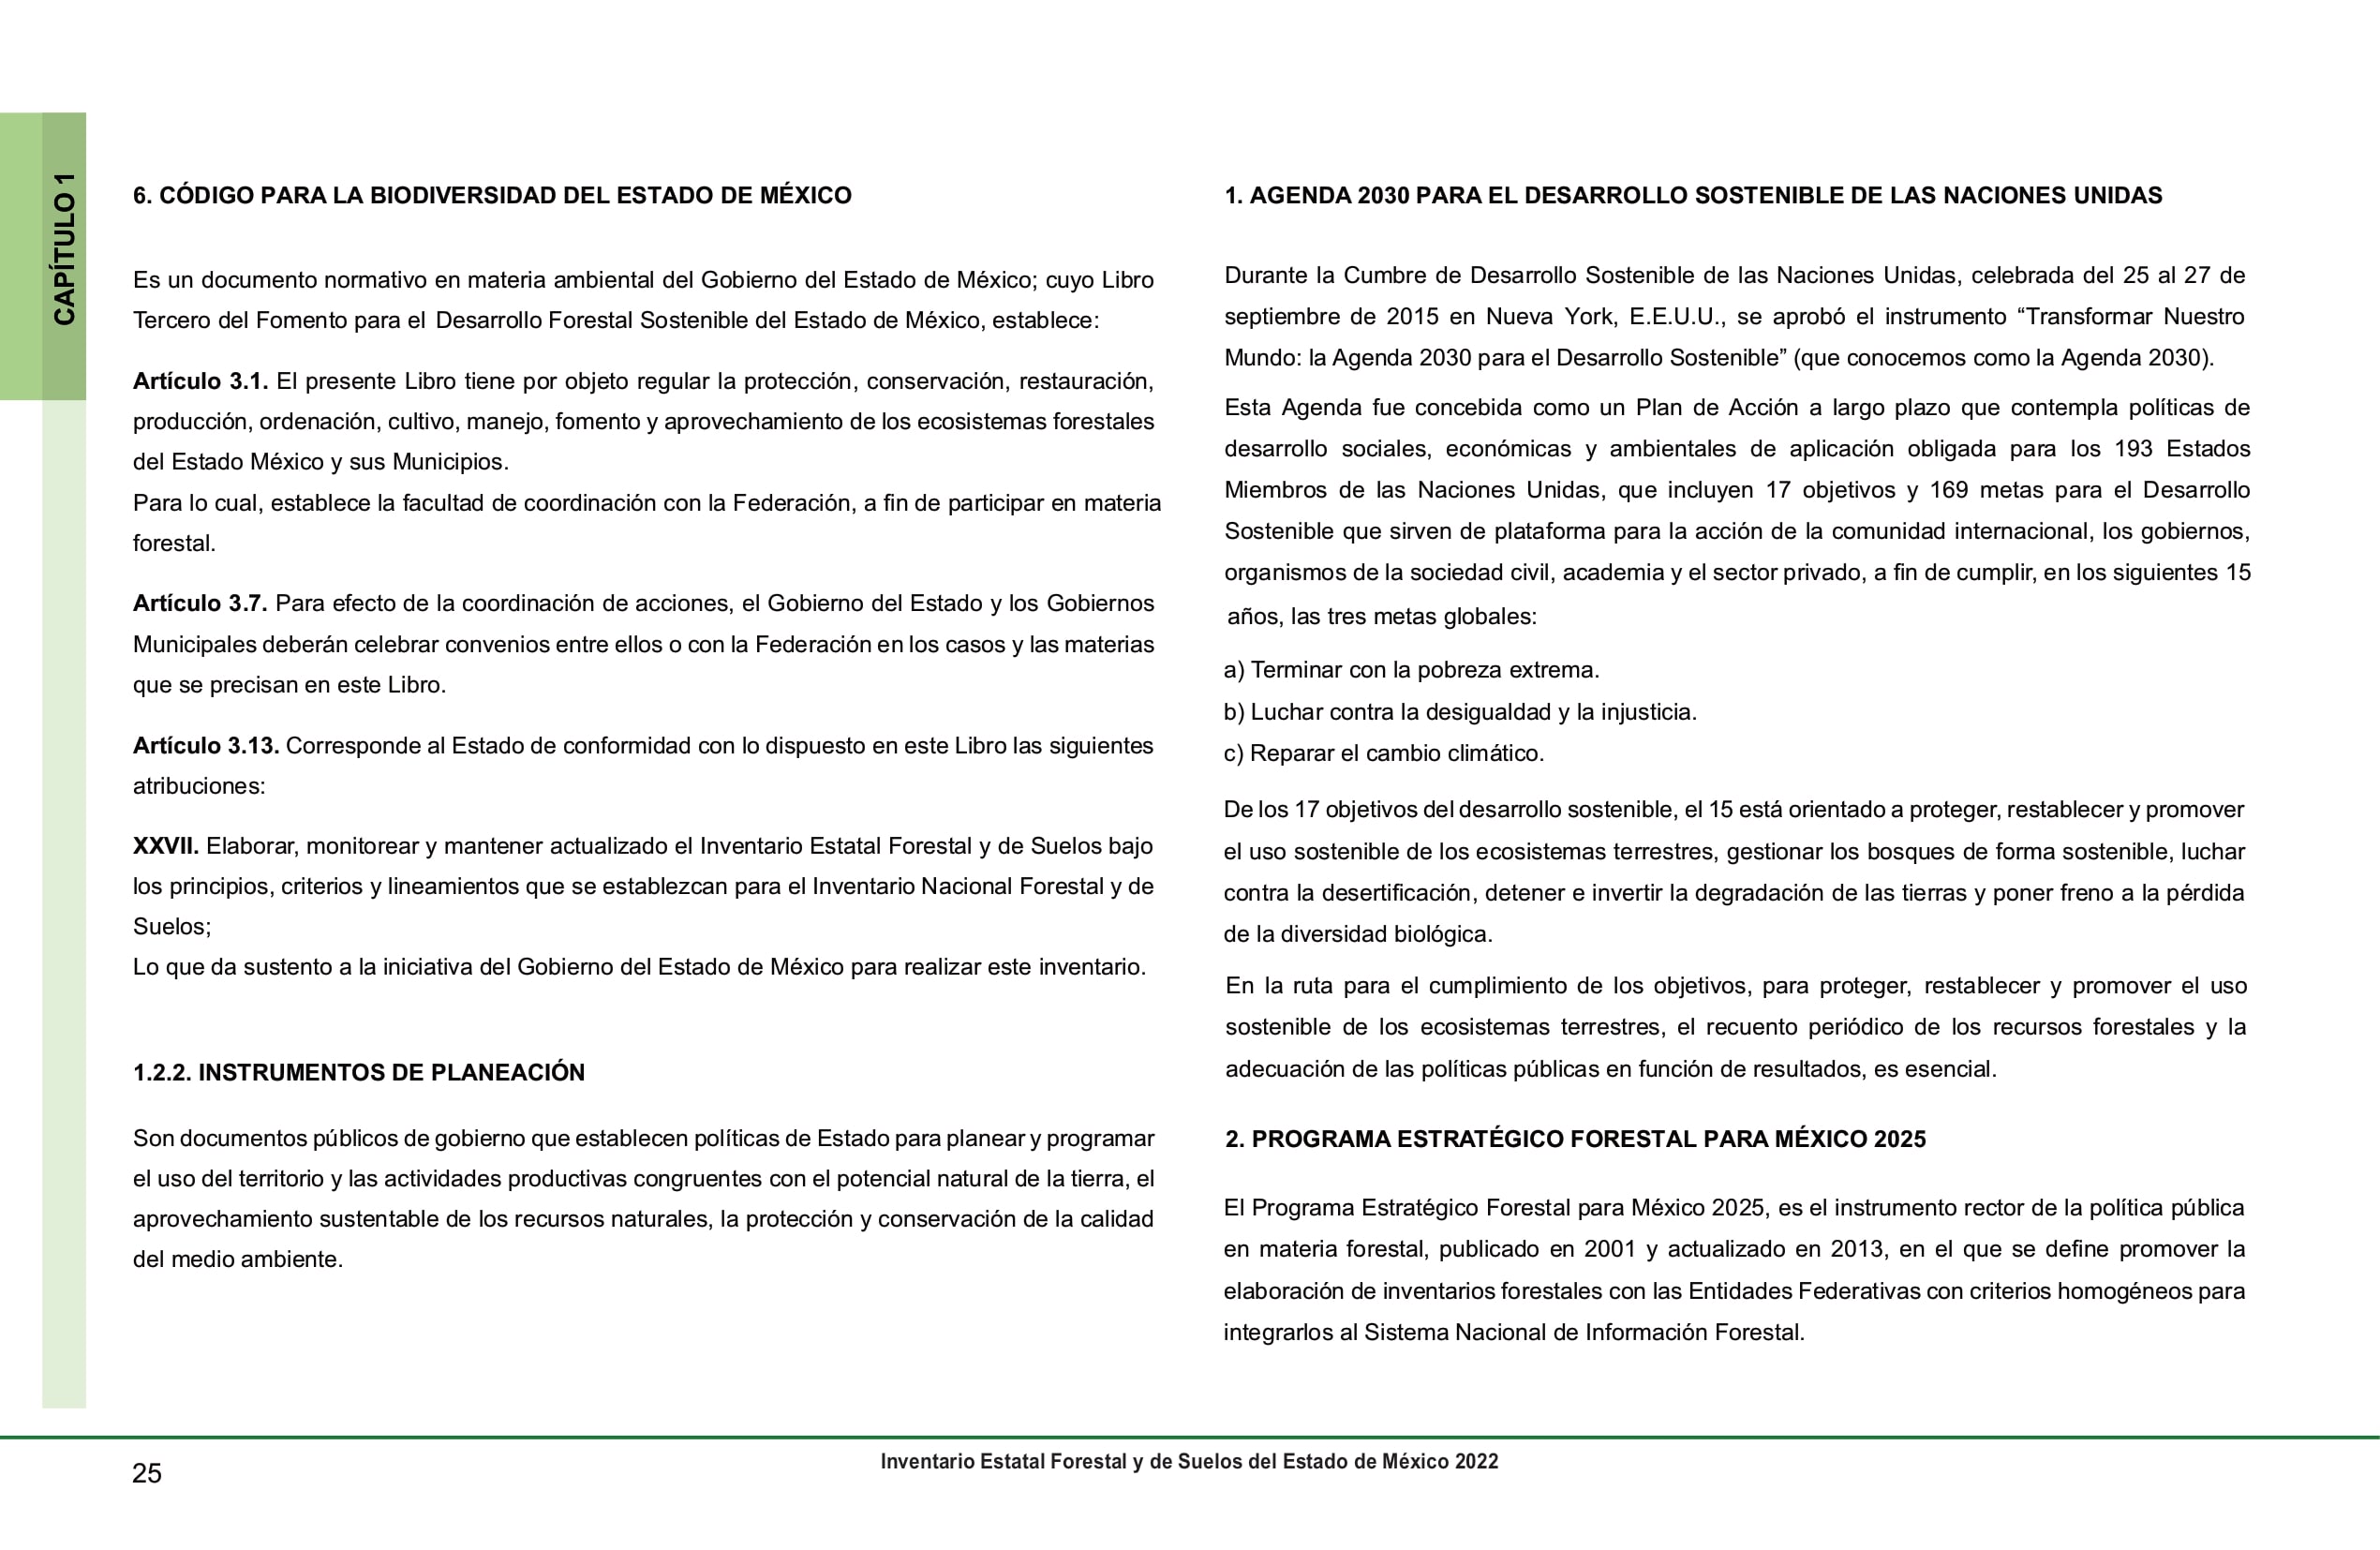 CAPÍTULO 1
6. CÓDIGO PARA LA BIODIVERSIDAD DEL ESTADO DE MÉXICO
Es un documento normativo en materia ambiental del Gobierno del Estado de México; cuyo Libro
Tercero del Fomento para el Desarrollo Forestal Sostenible del Estado de México, establece:
Artículo 3.1. El presente Libro tiene por objeto regular la protección, conservación, restauración,
producción, ordenación, cultivo, manejo, fomento y aprovechamiento de los ecosistemas forestales
del Estado México y sus Municipios.
Para lo cual, establece la facultad de coordinación con la Federación, a fin de participar en materia
forestal.
Artículo 3.7. Para efecto de la coordinación de acciones, el Gobierno del Estado y los Gobiernos
Municipales deberán celebrar convenios entre ellos o con la Federación en los casos y las materias
que se precisan en este Libro.
Artículo 3.13. Corresponde al Estado de conformidad con lo dispuesto en este Libro las siguientes
atribuciones:
XXVII. Elaborar, monitorear y mantener actualizado el Inventario Estatal Forestal y de Suelos bajo
los principios, criterios y lineamientos que se establezcan para el Inventario Nacional Forestal y de
Suelos;
Lo que da sustento a la iniciativa del Gobierno del Estado de México para realizar este inventario.
1.2.2. INSTRUMENTOS DE PLANEACIÓN
Son documentos públicos de gobierno que establecen políticas de Estado para planear y programar
el uso del territorio y las actividades productivas congruentes con el potencial natural de la tierra, el
aprovechamiento sustentable de los recursos naturales, la protección y conservación de la calidad
del medio ambiente.
1. AGENDA 2030 PARA EL DESARROLLO SOSTENIBLE DE LAS NACIONES UNIDAS
Durante la Cumbre de Desarrollo Sostenible de las Naciones Unidas, celebrada del 25 al 27 de
septiembre de 2015 en Nueva York, E.E.U.U., se aprobó el instrumento “Transformar Nuestro
Mundo: la Agenda 2030 para el Desarrollo Sostenible” (que conocemos como la Agenda 2030).
Esta Agenda fue concebida como un Plan de Acción a largo plazo que contempla políticas de
desarrollo sociales, económicas y ambientales de aplicación obligada para los 193 Estados
Miembros de las Naciones Unidas, que incluyen 17 objetivos y 169 metas para el Desarrollo
Sostenible que sirven de plataforma para la acción de la comunidad internacional, los gobiernos,
organismos de la sociedad civil, academia y el sector privado, a fin de cumplir, en los siguientes 15
años, las tres metas globales:
a) Terminar con la pobreza extrema.
b) Luchar contra la desigualdad y la injusticia.
c) Reparar el cambio climático.
De los 17 objetivos del desarrollo sostenible, el 15 está orientado a proteger, restablecer y promover
el uso sostenible de los ecosistemas terrestres, gestionar los bosques de forma sostenible, luchar
contra la desertificación, detener e invertir la degradación de las tierras y poner freno a la pérdida
de la diversidad biológica.
En la ruta para el cumplimiento de los objetivos, para proteger, restablecer y promover el uso
sostenible de los ecosistemas terrestres, el recuento periódico de los recursos forestales y la
adecuación de las políticas públicas en función de resultados, es esencial.
2. PROGRAMA ESTRATÉGICO FORESTAL PARA MÉXICO 2025
El Programa Estratégico Forestal para México 2025, es el instrumento rector de la política pública
en materia forestal, publicado en 2001 y actualizado en 2013, en el que se define promover la
elaboración de inventarios forestales con las Entidades Federativas con criterios homogéneos para
integrarlos al Sistema Nacional de Información Forestal.
25
Inventario Estatal Forestal y de Suelos del Estado de México 2022